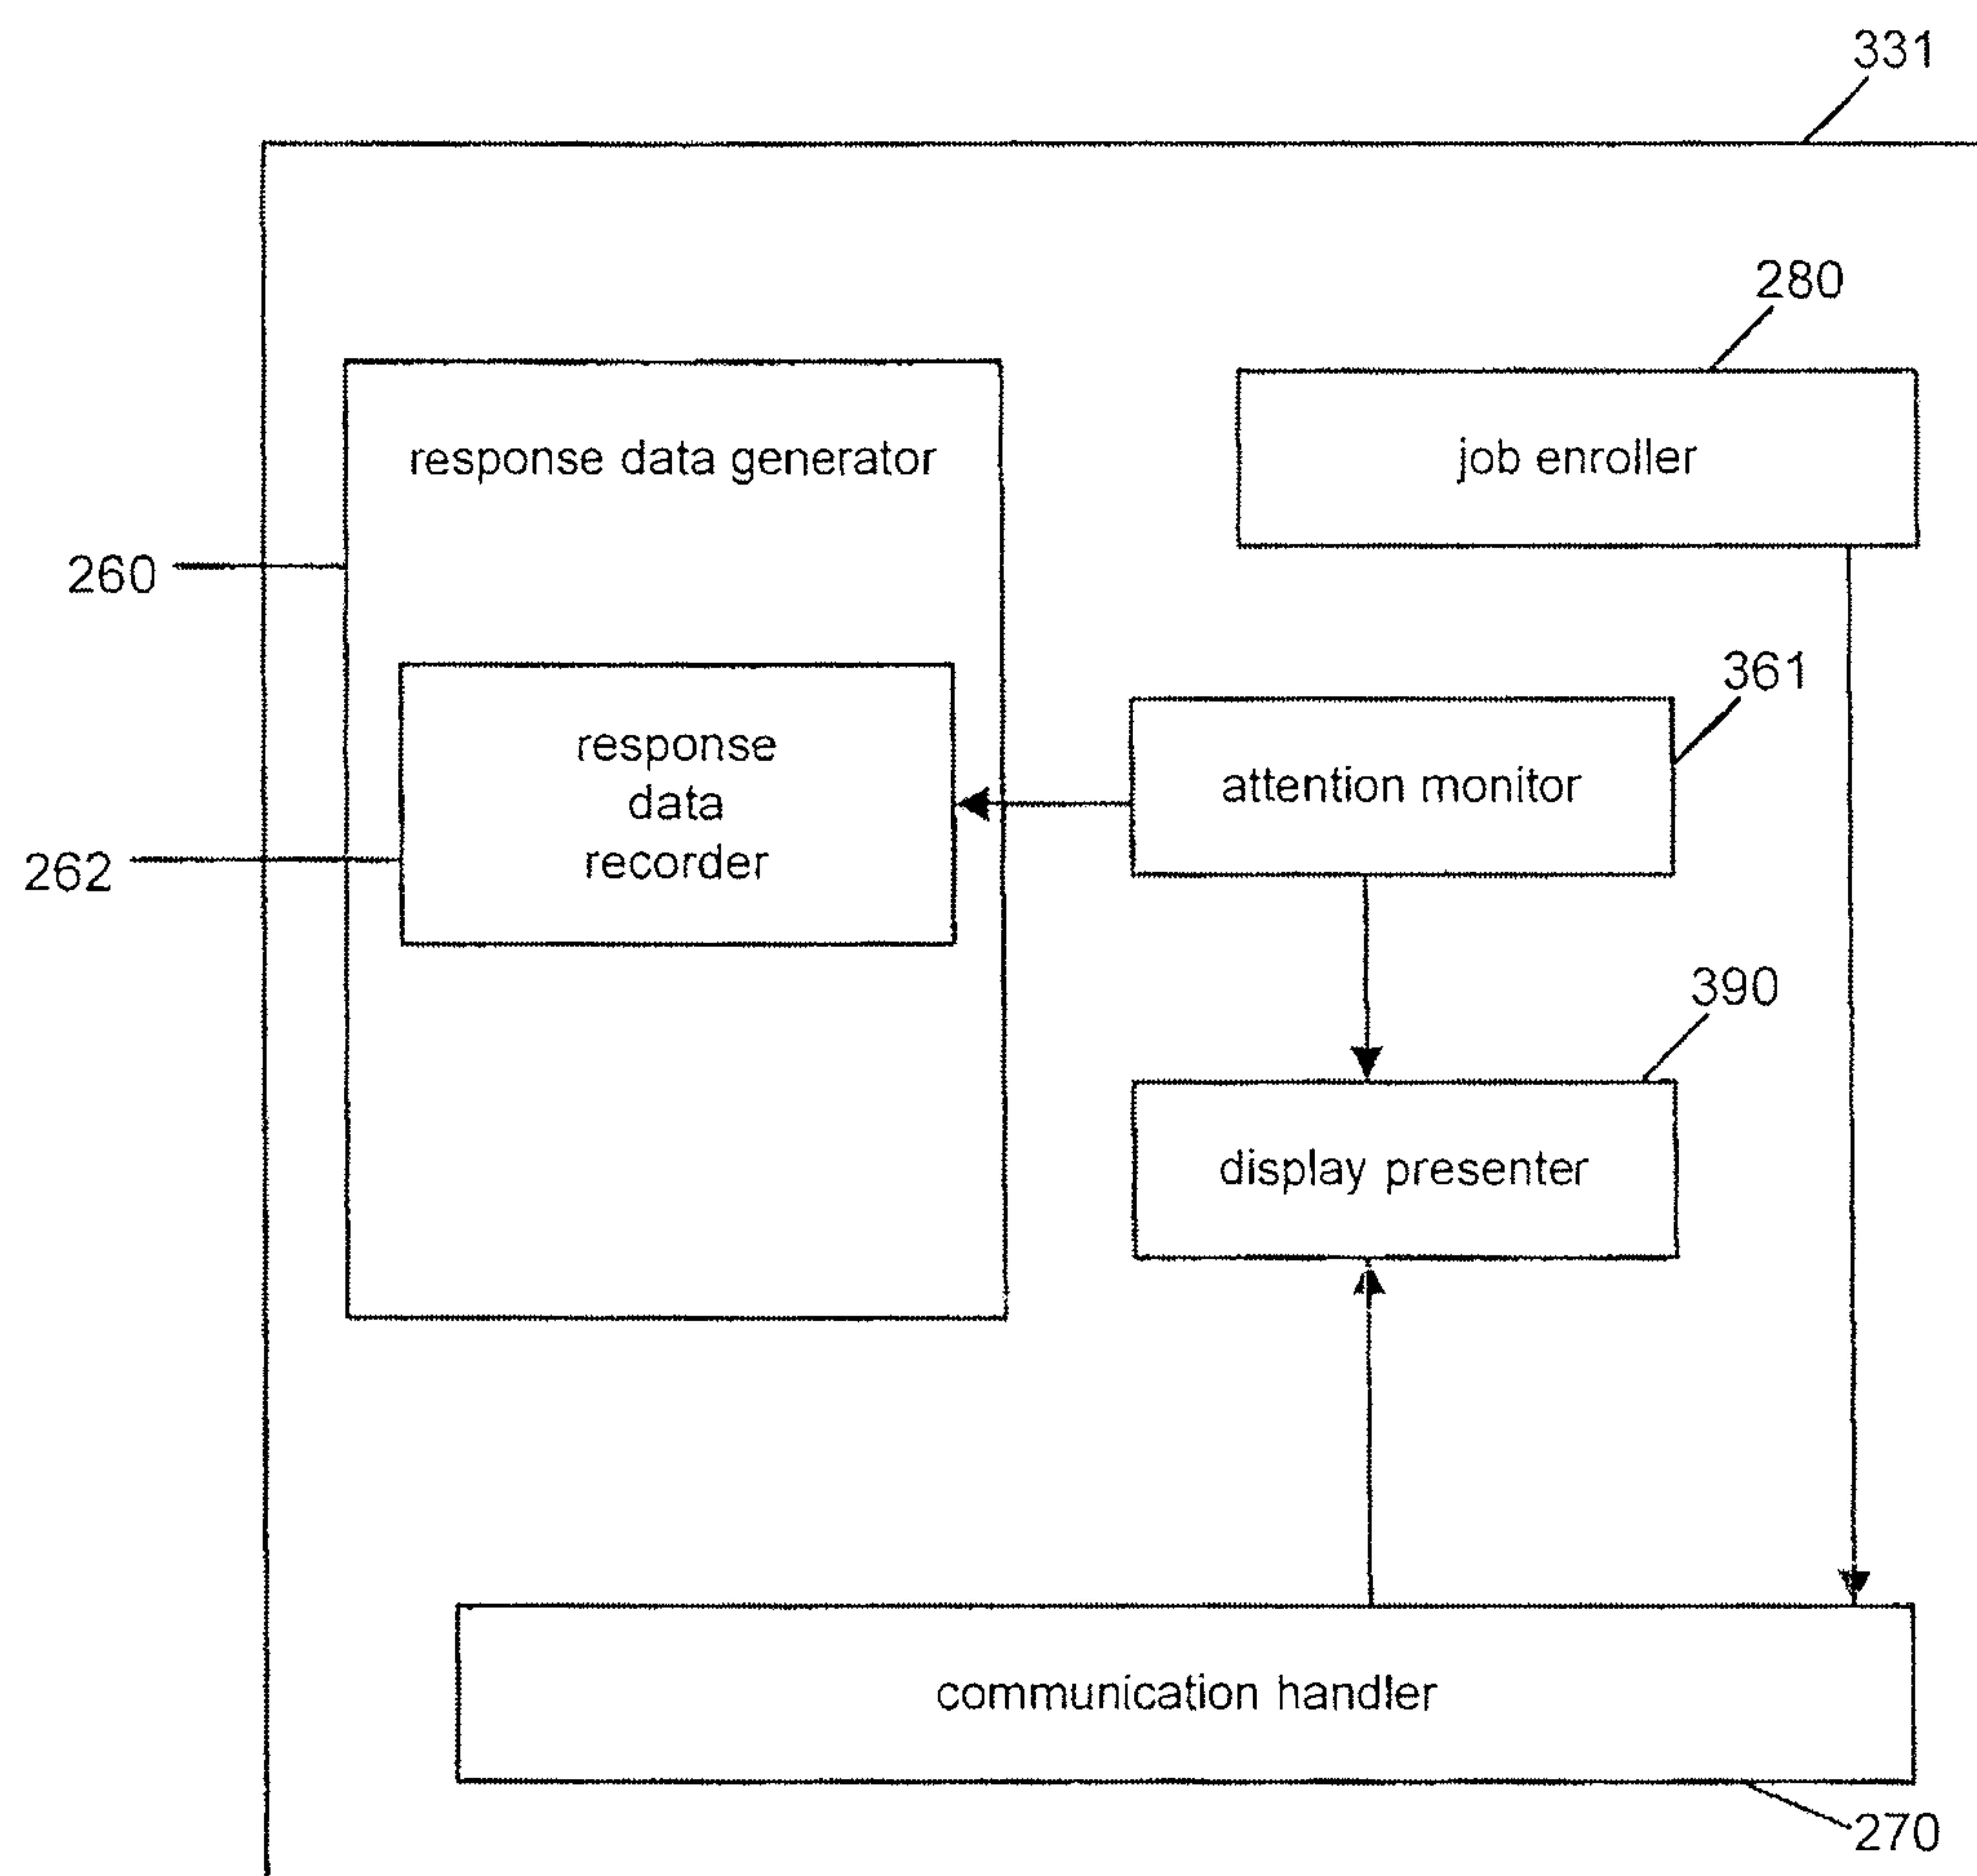 331
280
response data generator
job enroller
260
361
response
data
recorder
attention monitor
262
390
display presenter
communication handler
270